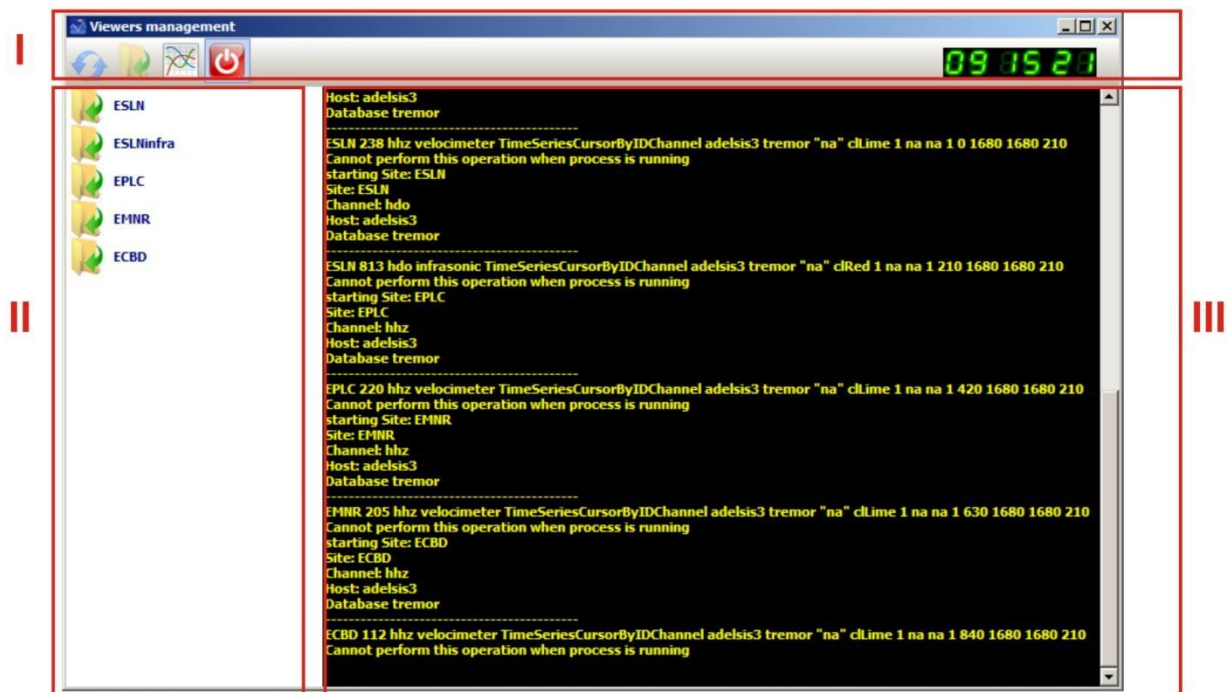 I
Viewers management
09 15 21
II
ESLN
ESLNinfra
EPLC
EMNR
ECBD
III
Host: adelsis3
Database tremor
--------------------------------------------
ESLN 238 hhz velocimeter TimeSeriesCursorByIDChannel adelsis3 tremor "na" clLime 1 na na 1 0 1680 1680 210
Cannot perform this operation when process is running
starting Site: ESLN
Site: ESLN
Channel: hdo
Host: adelsis3
Database tremor
--------------------------------------------
ESLN 813 hdo infrasonic TimeSeriesCursorByIDChannel adelsis3 tremor "na" clRed 1 na na 1 210 1680 1680 210
Cannot perform this operation when process is running
starting Site: EPLC
Site: EPLC
Channel: hhz
Host: adelsis3
Database tremor
--------------------------------------------
EPLC 220 hhz velocimeter TimeSeriesCursorByIDChannel adelsis3 tremor "na" clLime 1 na na 1 420 1680 1680 210
Cannot perform this operation when process is running
starting Site: EMNR
Site: EMNR
Channel: hhz
Host: adelsis3
Database tremor
--------------------------------------------
EMNR 205 hhz velocimeter TimeSeriesCursorByIDChannel adelsis3 tremor "na" clLime 1 na na 1 630 1680 1680 210
Cannot perform this operation when process is running
starting Site: ECBD
Site: ECBD
Channel: hhz
Host: adelsis3
Database tremor
--------------------------------------------
ECBD 112 hhz velocimeter TimeSeriesCursorByIDChannel adelsis3 tremor "na" clLime 1 na na 1 840 1680 1680 210
Cannot perform this operation when process is running